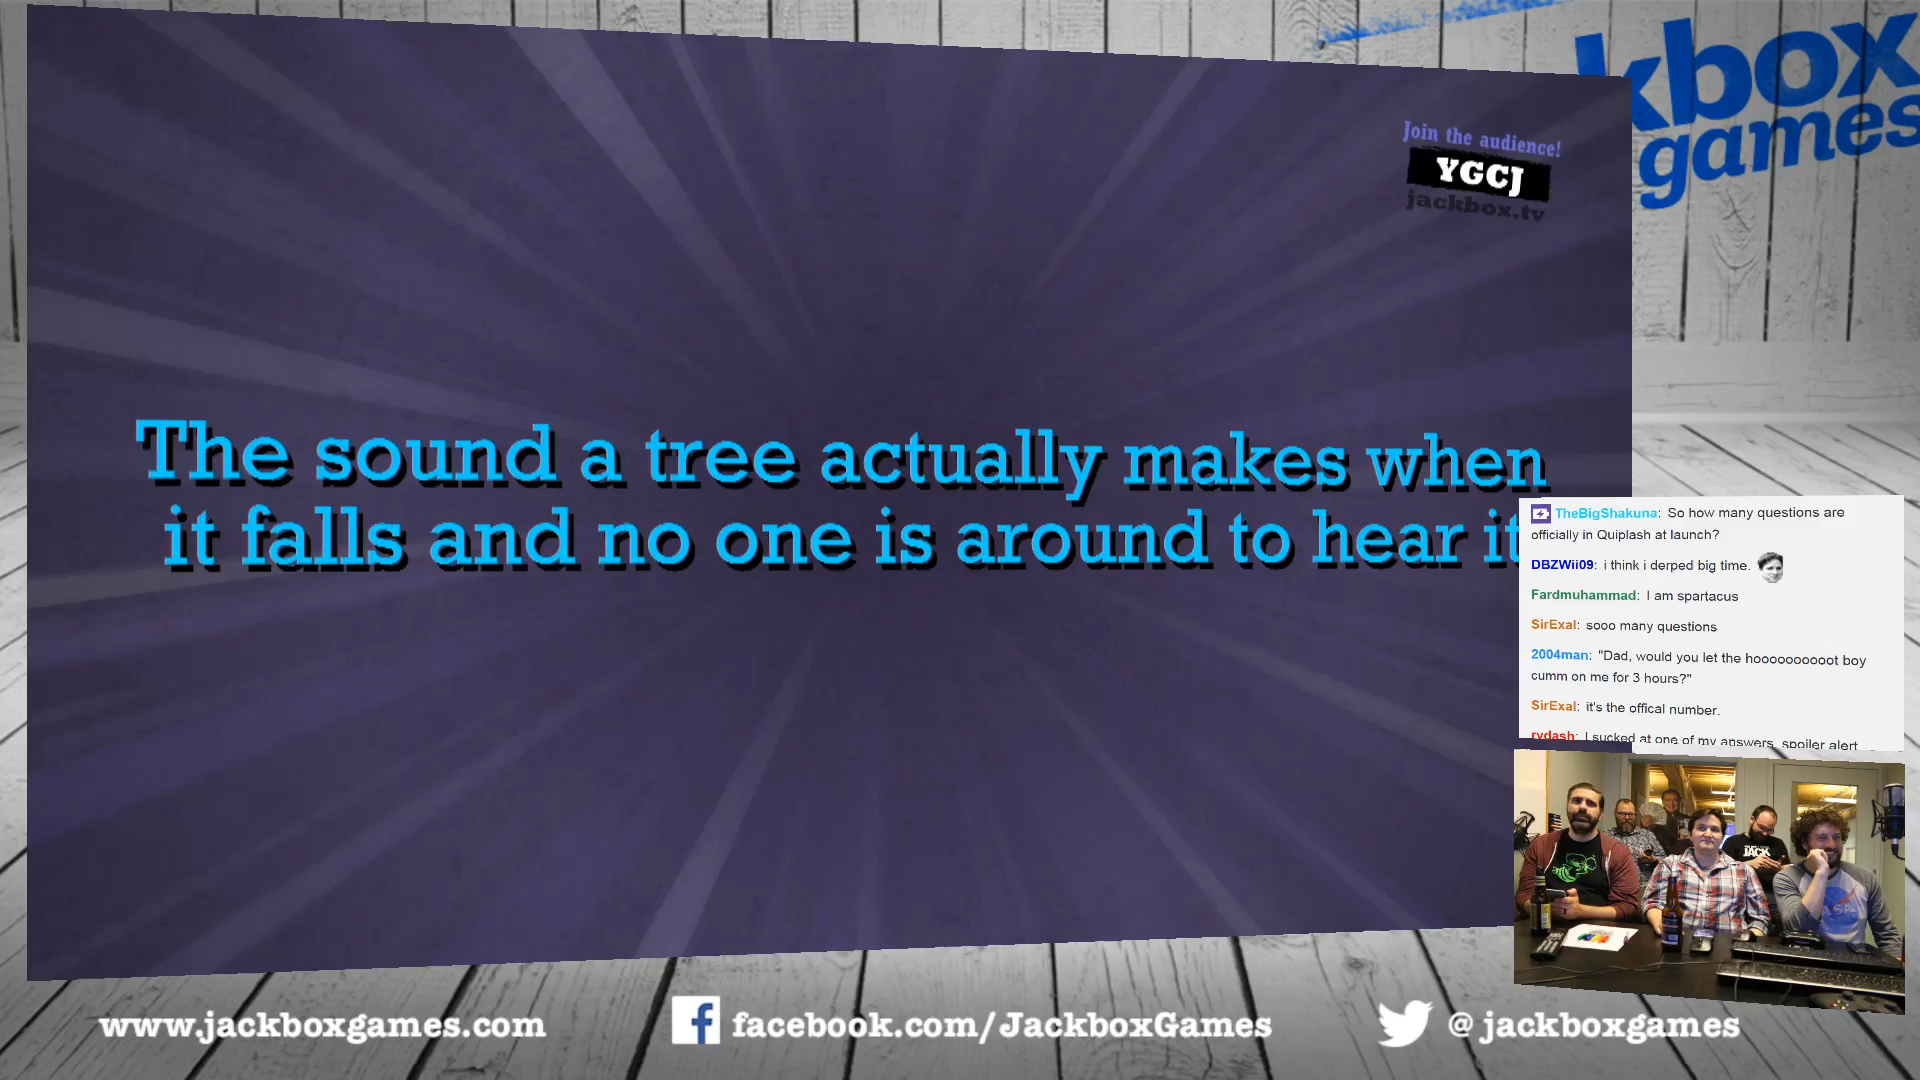 kbox
games
Join the audience!
YGCJ
jackbox.tv
The sound a tree actually makes when
it falls and no one is around to hear it
TheBigShakuna: So how many questions are
officially in Quiplash at launch?
DBZWii09: i think i derped big time.
Fardmuhammad: I am spartacus
SirExal: sooo many questions
2004man: "Dad, would you let the hoooooooooot boy
cumm on me for 3 hours?"
SirExal: it's the offical number.
rydash: I sucked at one of my answers, spoiler alert
JACK
www.jackboxgames.com
facebook.com/JackboxGames
@jackboxgames